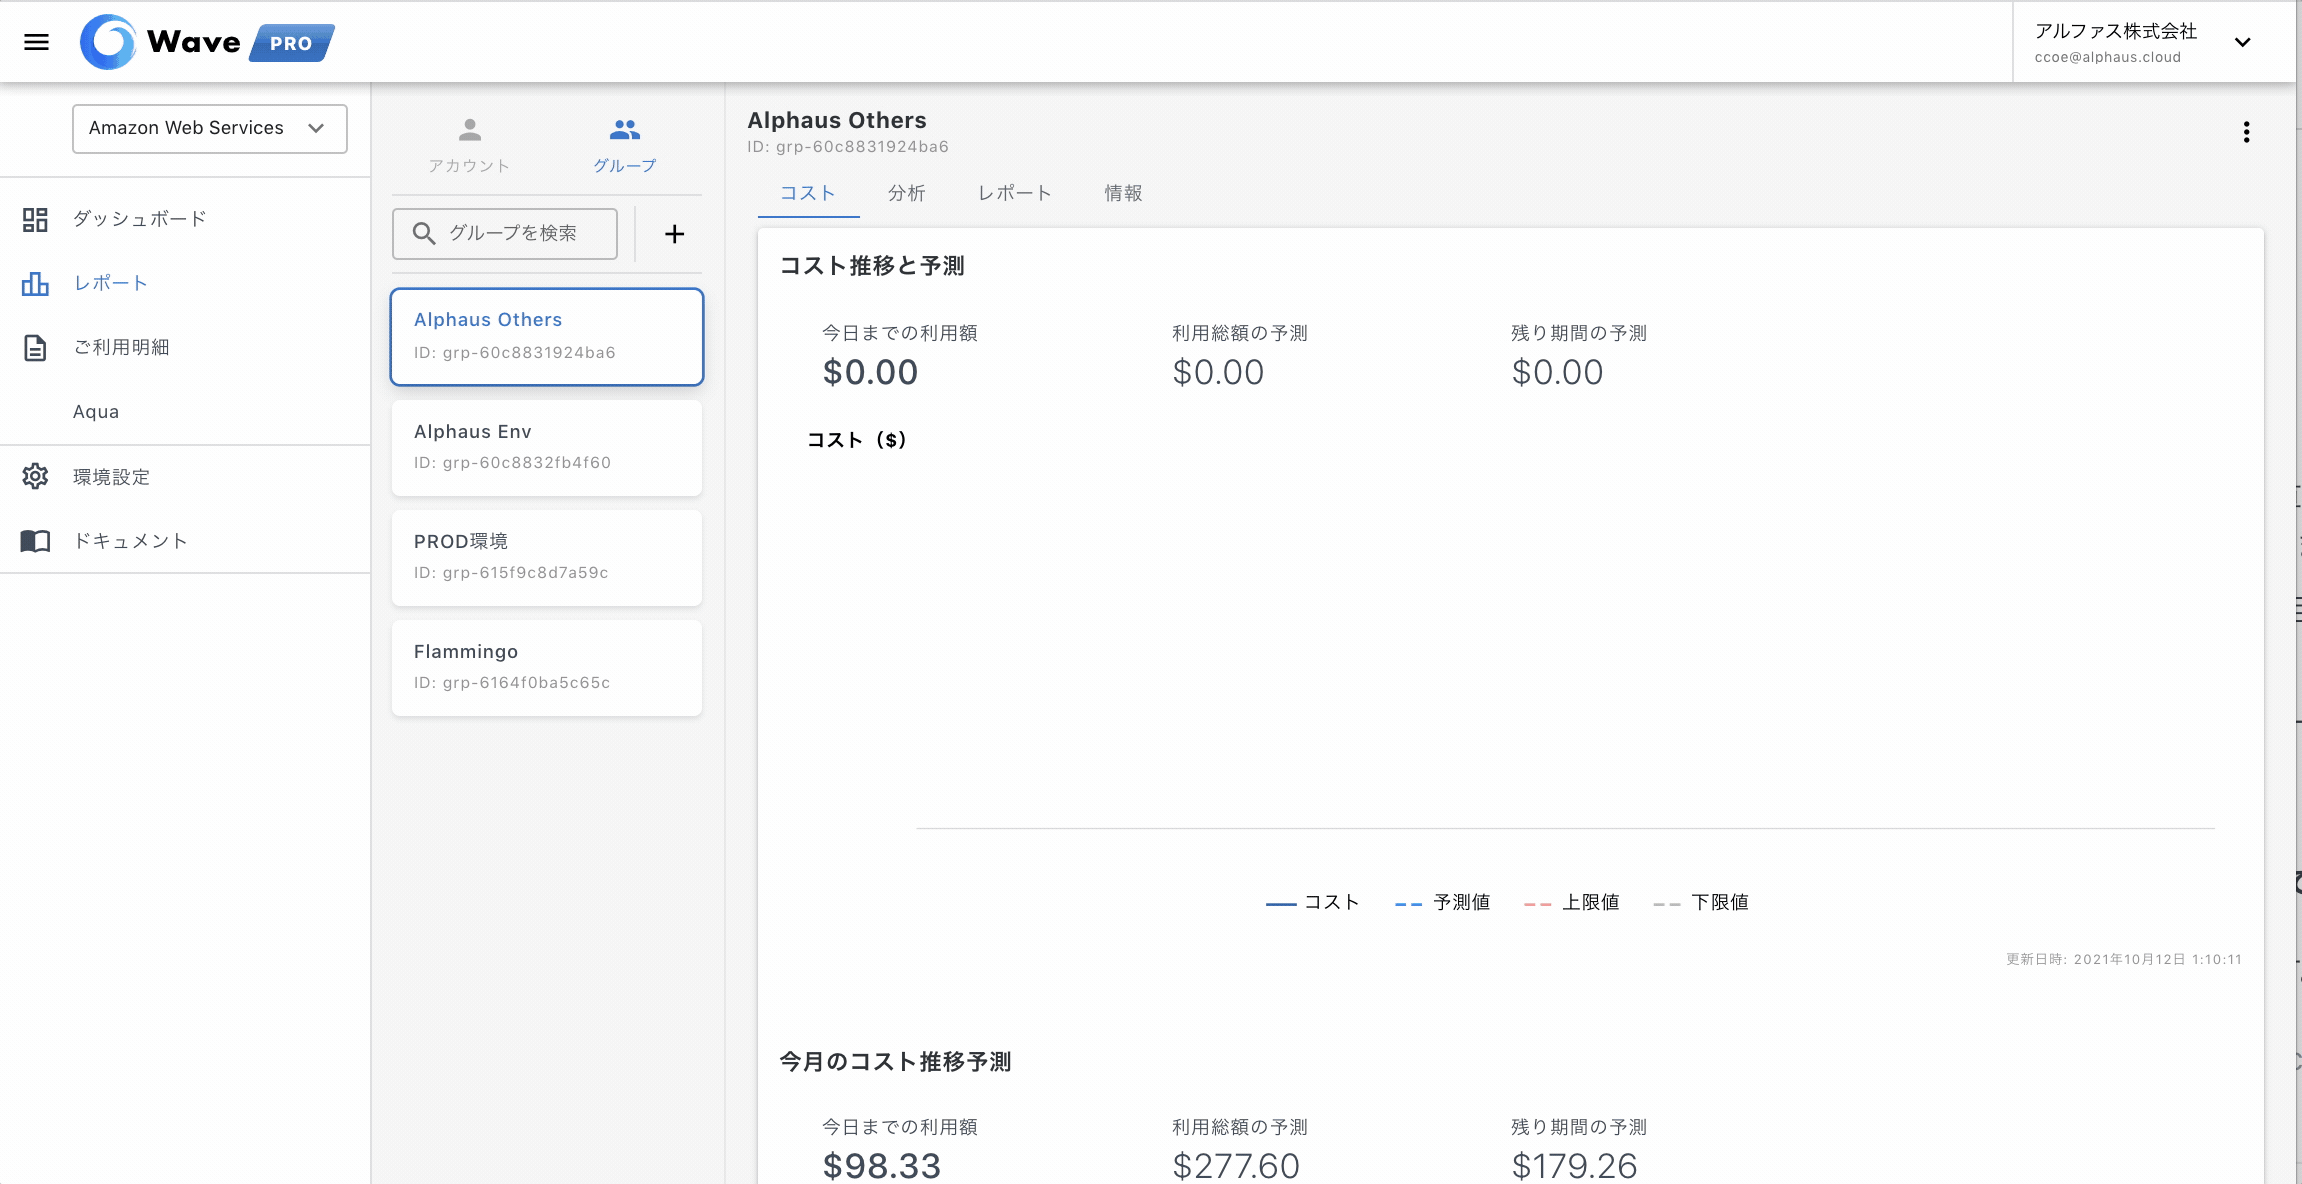 Wave PRO
アルファス株式会社
ccoe@alphaus.cloud
Amazon Web Services
ダッシュボード
レポート
ご利用明細
Aqua
環境設定
ドキュメント
アカウント
グループ
グループを検索
Alphaus Others
ID: grp-60c8831924ba6
Alphaus Env
ID: grp-60c8832fb4f60
PROD環境
ID: grp-615f9c8d7a59c
Flammingo
ID: grp-6164f0ba5c65c
Alphaus Others
ID: grp-60c8831924ba6
コスト 分析 レポート 情報
コスト推移と予測
今日までの利用額 利用総額の予測 残り期間の予測
$0.00 $0.00 $0.00
コスト（$）
コスト 予測値 上限値 下限値
更新日時: 2021年10月12日 1:10:11
今月のコスト推移予測
今日までの利用額 利用総額の予測 残り期間の予測
$98.33 $277.60 $179.26